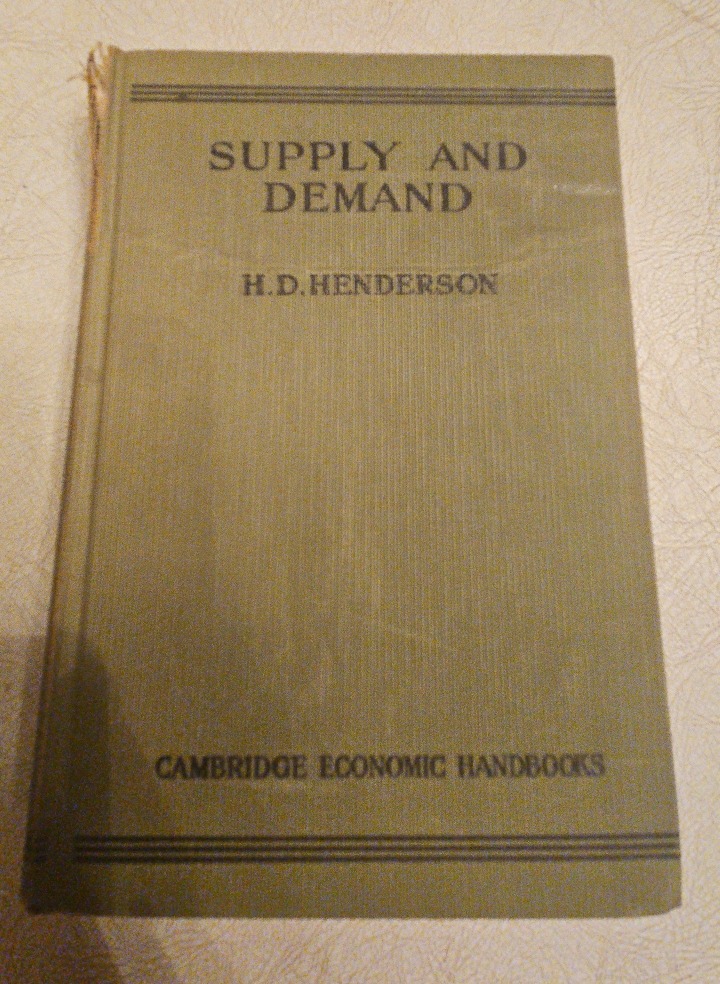 SUPPLY AND
DEMAND
H.D.HENDERSON
CAMBRIDGE ECONOMIC HANDBOOKS